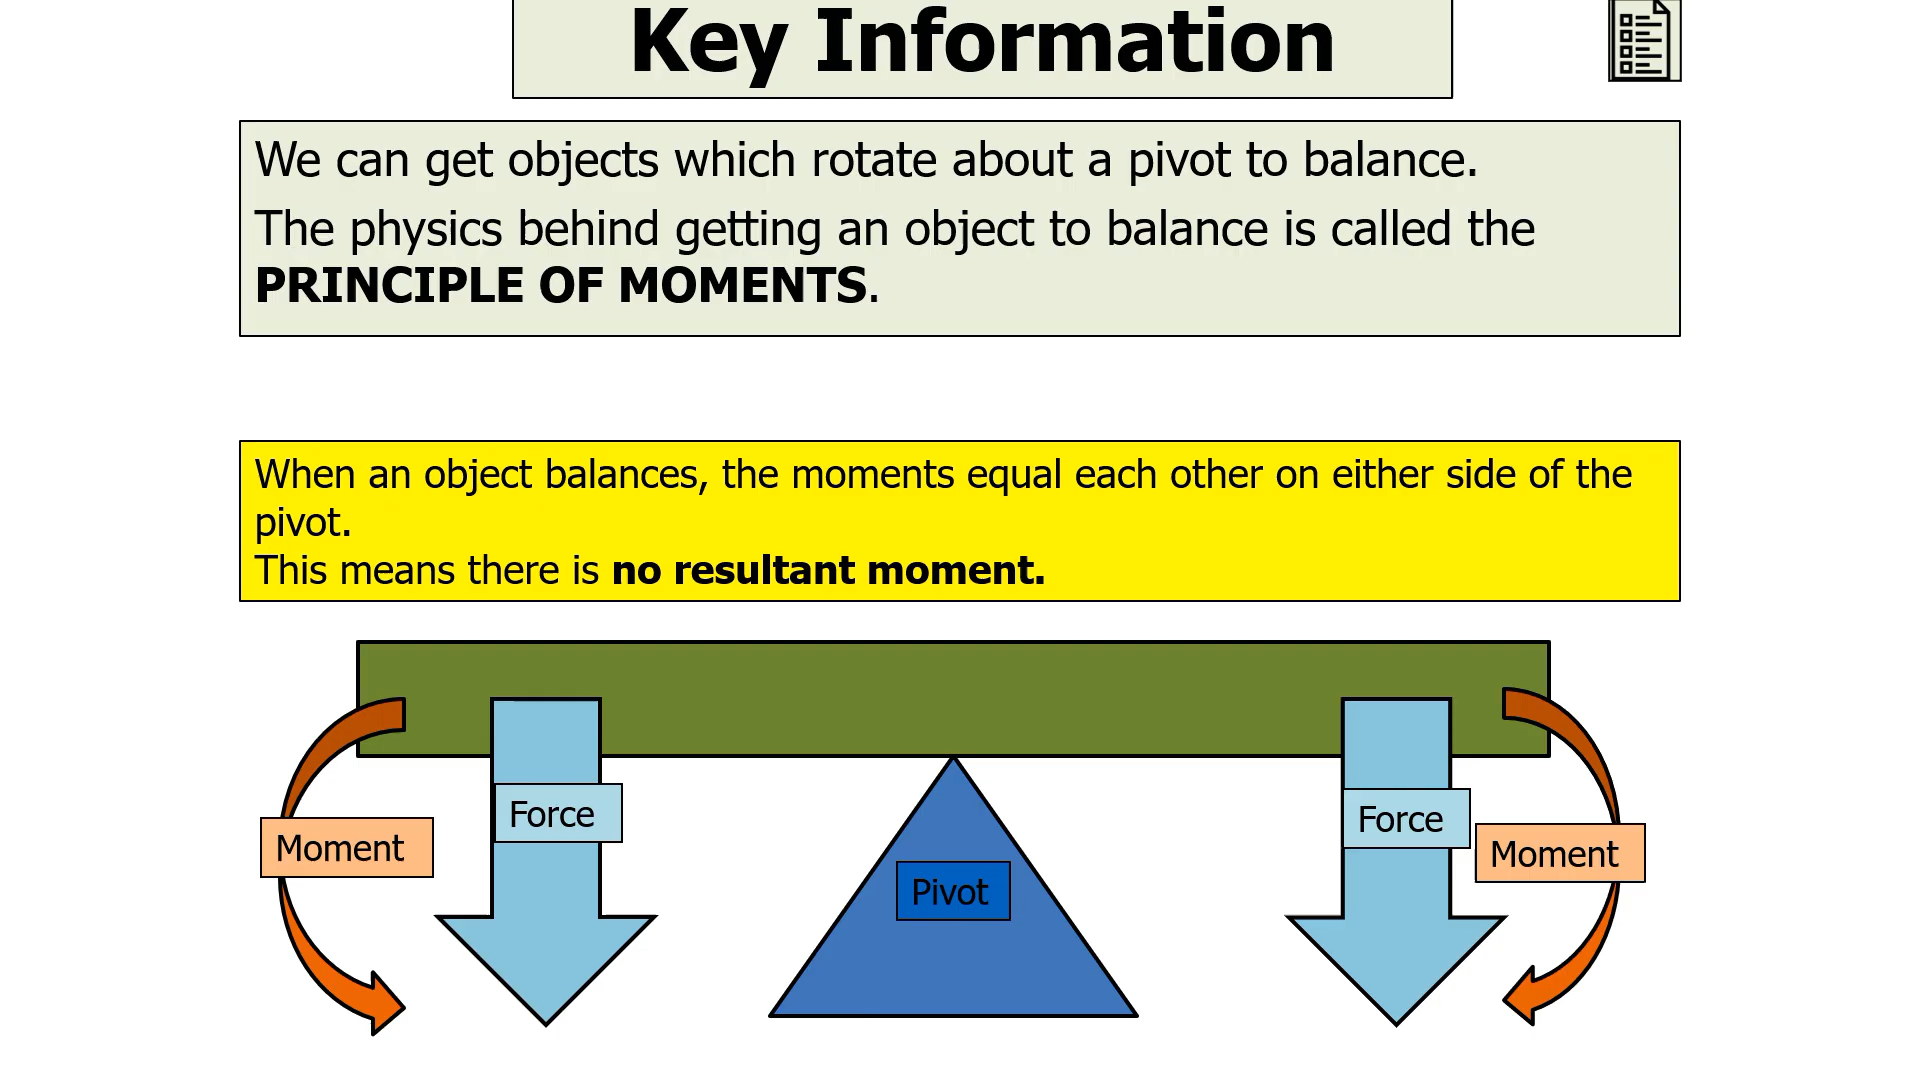 Key Information
We can get objects which rotate about a pivot to balance.
The physics behind getting an object to balance is called the
PRINCIPLE OF MOMENTS.
When an object balances, the moments equal each other on either side of the
pivot.
This means there is no resultant moment.
Force
Force
Moment
Moment
Pivot